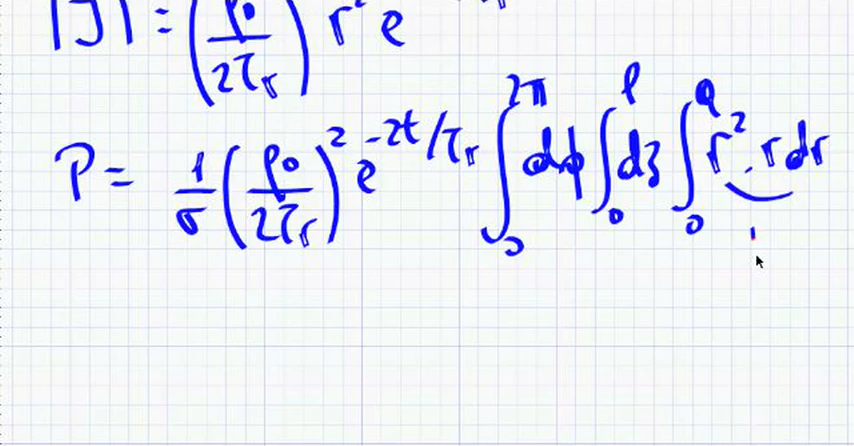 |J| = (ρ₀/2τᵣ) r² e
P = 1/σ (ρ₀/2τᵣ)² e^(-2t/τᵣ) ∫₀^2π dϕ ∫₀^ℓ dz ∫₀^a r² . r dr